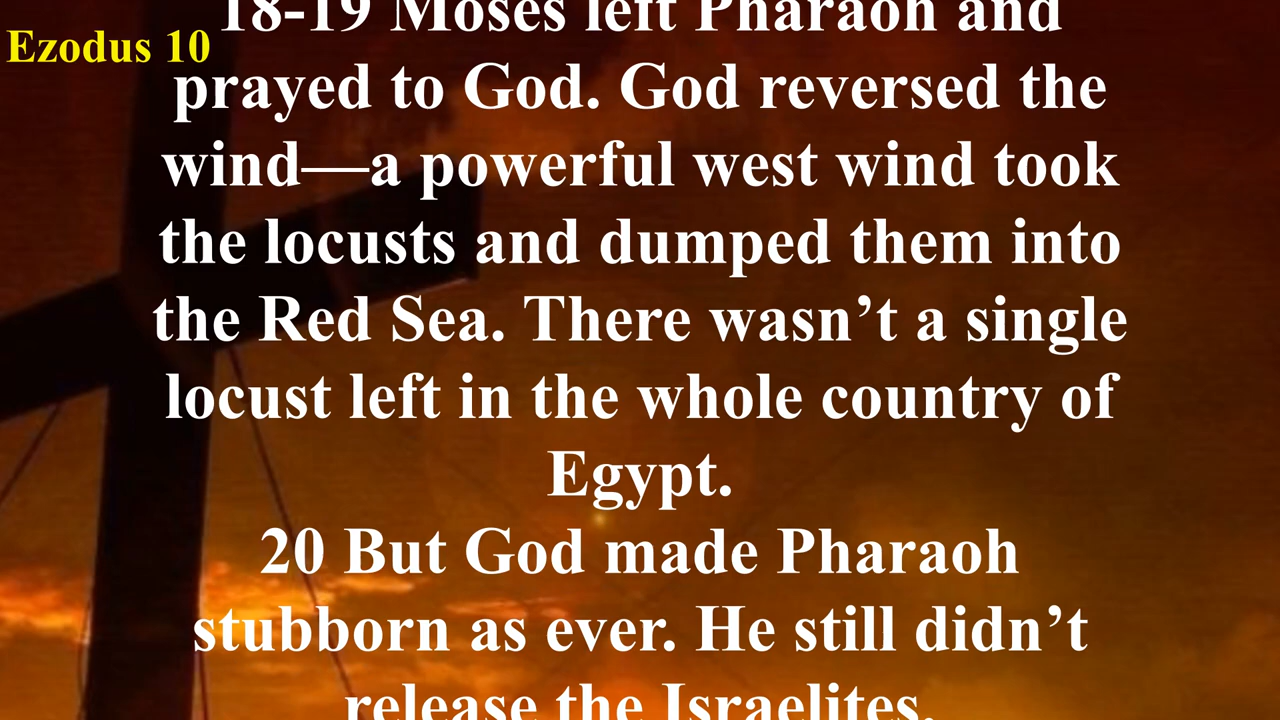 Ezodus 10
18-19 Moses left Pharaoh and
prayed to God. God reversed the
wind—a powerful west wind took
the locusts and dumped them into
the Red Sea. There wasn’t a single
locust left in the whole country of
Egypt.
20 But God made Pharaoh
stubborn as ever. He still didn’t
release the Israelites.